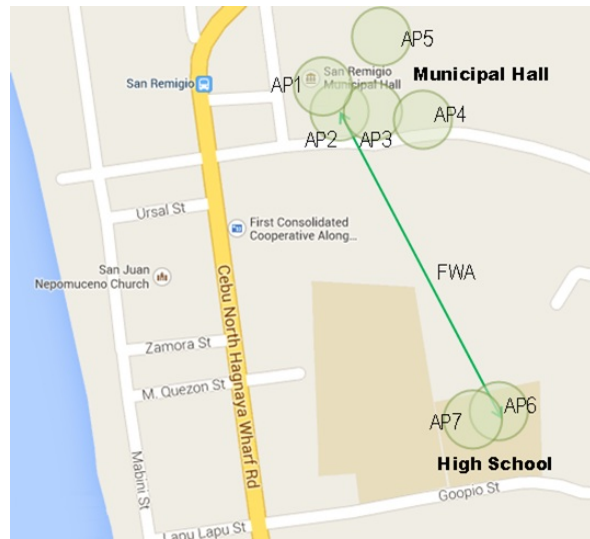 AP5
San Remigio
Municipal Hall
Municipal Hall
AP1
San Remigio
AP4
AP2
AP3
Ursal St
First Consolidated
Cooperative Along...
San Juan
Nepomuceno Church
FWA
Cebu North Hagnaya Wharf Rd
Zamora St
M. Quezon St
AP6
AP7
Mabini St
High School
Goopio St
Lapu Lapu St